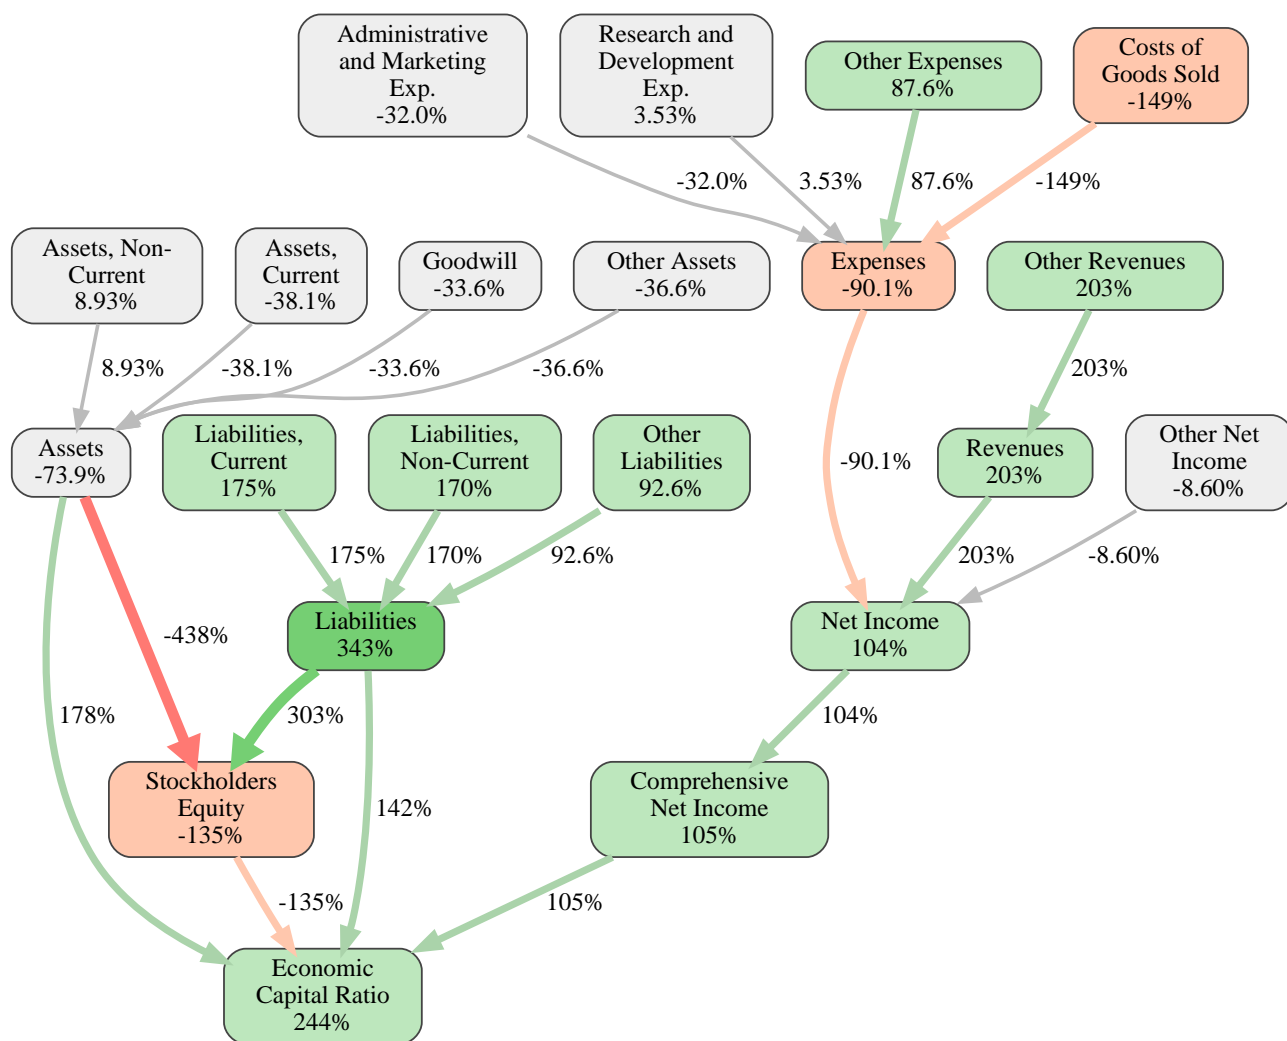 Administrative
and Marketing
Exp.
-32.0%
Research and
Development
Exp.
3.53%
Other Expenses
87.6%
Costs of
Goods Sold
-149%
-32.0%
3.53%
87.6%
-149%
Assets, Non-
Current
8.93%
Assets,
Current
-38.1%
Goodwill
-33.6%
Other Assets
-36.6%
Expenses
-90.1%
Other Revenues
203%
8.93%
-38.1%
-33.6%
-36.6%
203%
Assets
-73.9%
Liabilities,
Current
175%
Liabilities,
Non-Current
170%
Other
Liabilities
92.6%
-90.1%
Revenues
203%
Other Net
Income
-8.60%
175%
170%
92.6%
203%
-8.60%
-438%
Liabilities
343%
Net Income
104%
178%
303%
104%
Stockholders
Equity
-135%
142%
Comprehensive
Net Income
105%
-135%
105%
Economic
Capital Ratio
244%